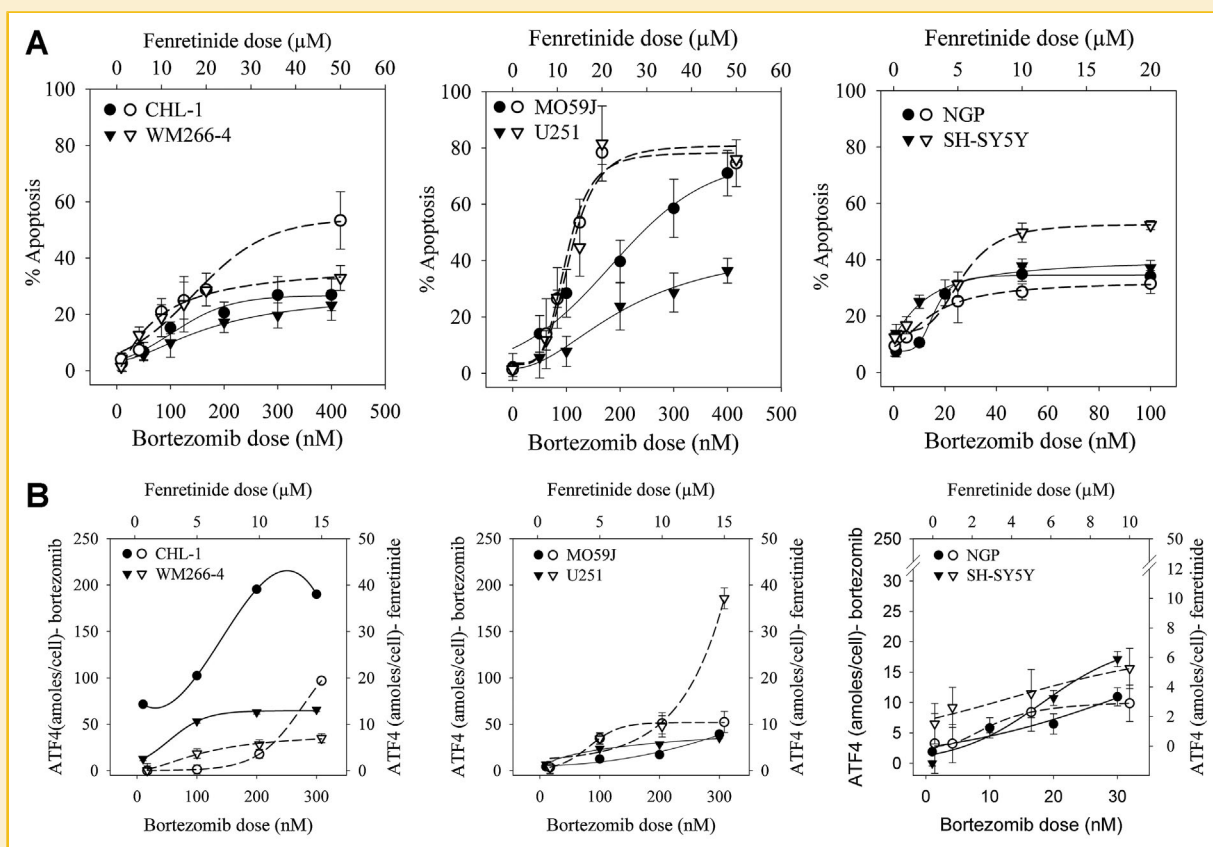 A
Fenretinide dose (µM)
0 10 20 30 40 50 60
% Apoptosis
100
80
60
40
20
0
CHL-1
WM266-4
0 100 200 300 400 500
Bortezomib dose (nM)
Fenretinide dose (µM)
0 10 20 30 40 50
% Apoptosis
100
80
60
40
20
0
MO59J
U251
0 100 200 300 400 500
Bortezomib dose (nM)
Fenretinide dose (µM)
0 5 10 15 20
% Apoptosis
100
80
60
40
20
0
NGP
SH-SY5Y
0 20 40 60 80 100
Bortezomib dose (nM)
B
Fenretinide dose (µM)
0 5 10 15
ATF4(amoles/cell)- bortezomib
250
200
150
100
50
0
CHL-1
WM266-4
50
40
30
20
10
0
ATF4 (amoles/cell)- fenretinide
0 100 200 300
Bortezomib dose (nM)
Fenretinide dose (µM)
0 5 10 15
ATF4(amoles/cell)- bortezomib
250
200
150
100
50
0
MO59J
U251
50
40
30
20
10
0
ATF4 (amoles/cell)- fenretinide
0 100 200 300
Bortezomib dose (nM)
Fenretinide dose (µM)
0 5 10
ATF4 (amoles/cell)- bortezomib
250
30
25
20
15
10
5
0
NGP
SH-SY5Y
50
12
10
8
6
4
2
0
ATF4 (amoles/cell)- fenretinide
0 10 20 30
Bortezomib dose (nM)